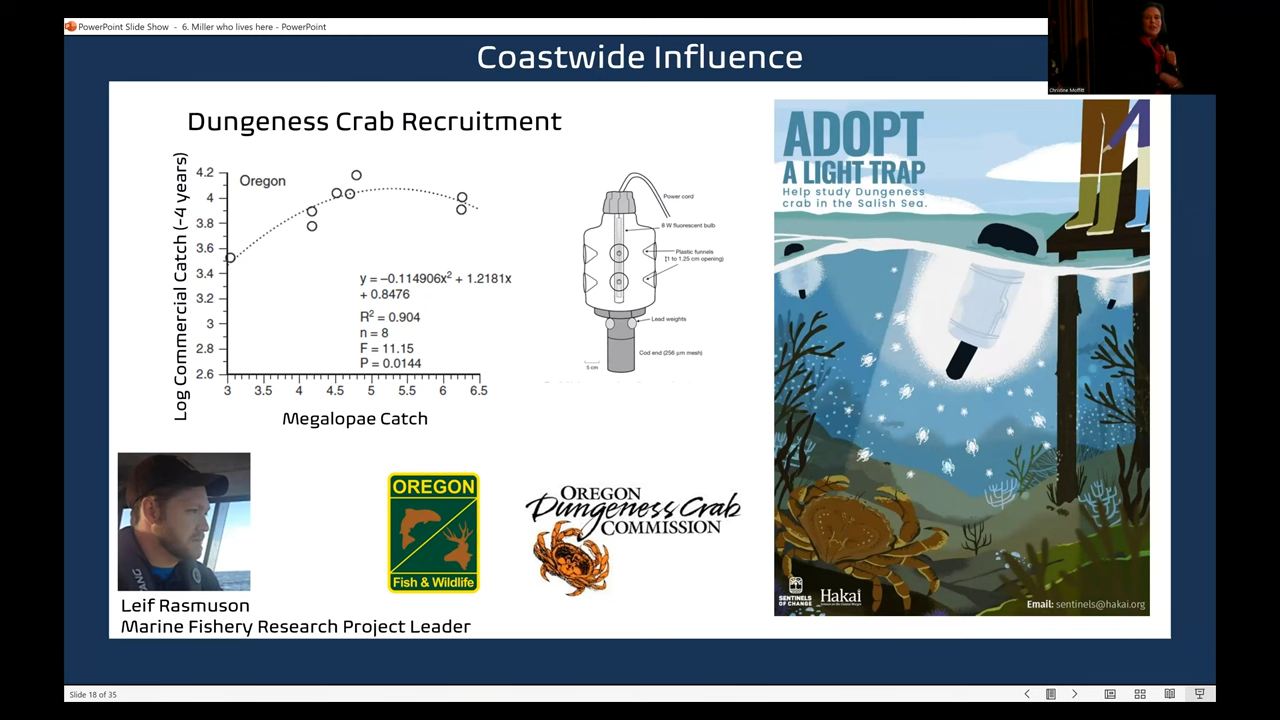 PowerPoint Slide Show - 6. Miller who lives here - PowerPoint
Coastwide Influence
Christine Moffitt
Dungeness Crab Recruitment
Log Commercial Catch (−4 years)
4.2
4
3.8
3.6
3.4
3.2
3
2.8
2.6
Oregon
y = −0.114906x² + 1.2181x
+ 0.8476
R² = 0.904
n = 8
F = 11.15
P = 0.0144
3 3.5 4 4.5 5 5.5 6 6.5
Megalopae Catch
Power cord
8 W fluorescent bulb
Plastic funnels
(1 to 1.25 cm opening)
Lead weights
Cod end (256 μm mesh)
5 cm
ADOPT
A LIGHT TRAP
Help study Dungeness
crab in the Salish Sea.
SENTINELS
OF CHANGE
Hakai
Email: sentinels@hakai.org
OREGON
Fish & Wildlife
OREGON
Dungeness Crab
COMMISSION
Leif Rasmuson
Marine Fishery Research Project Leader
Slide 18 of 35